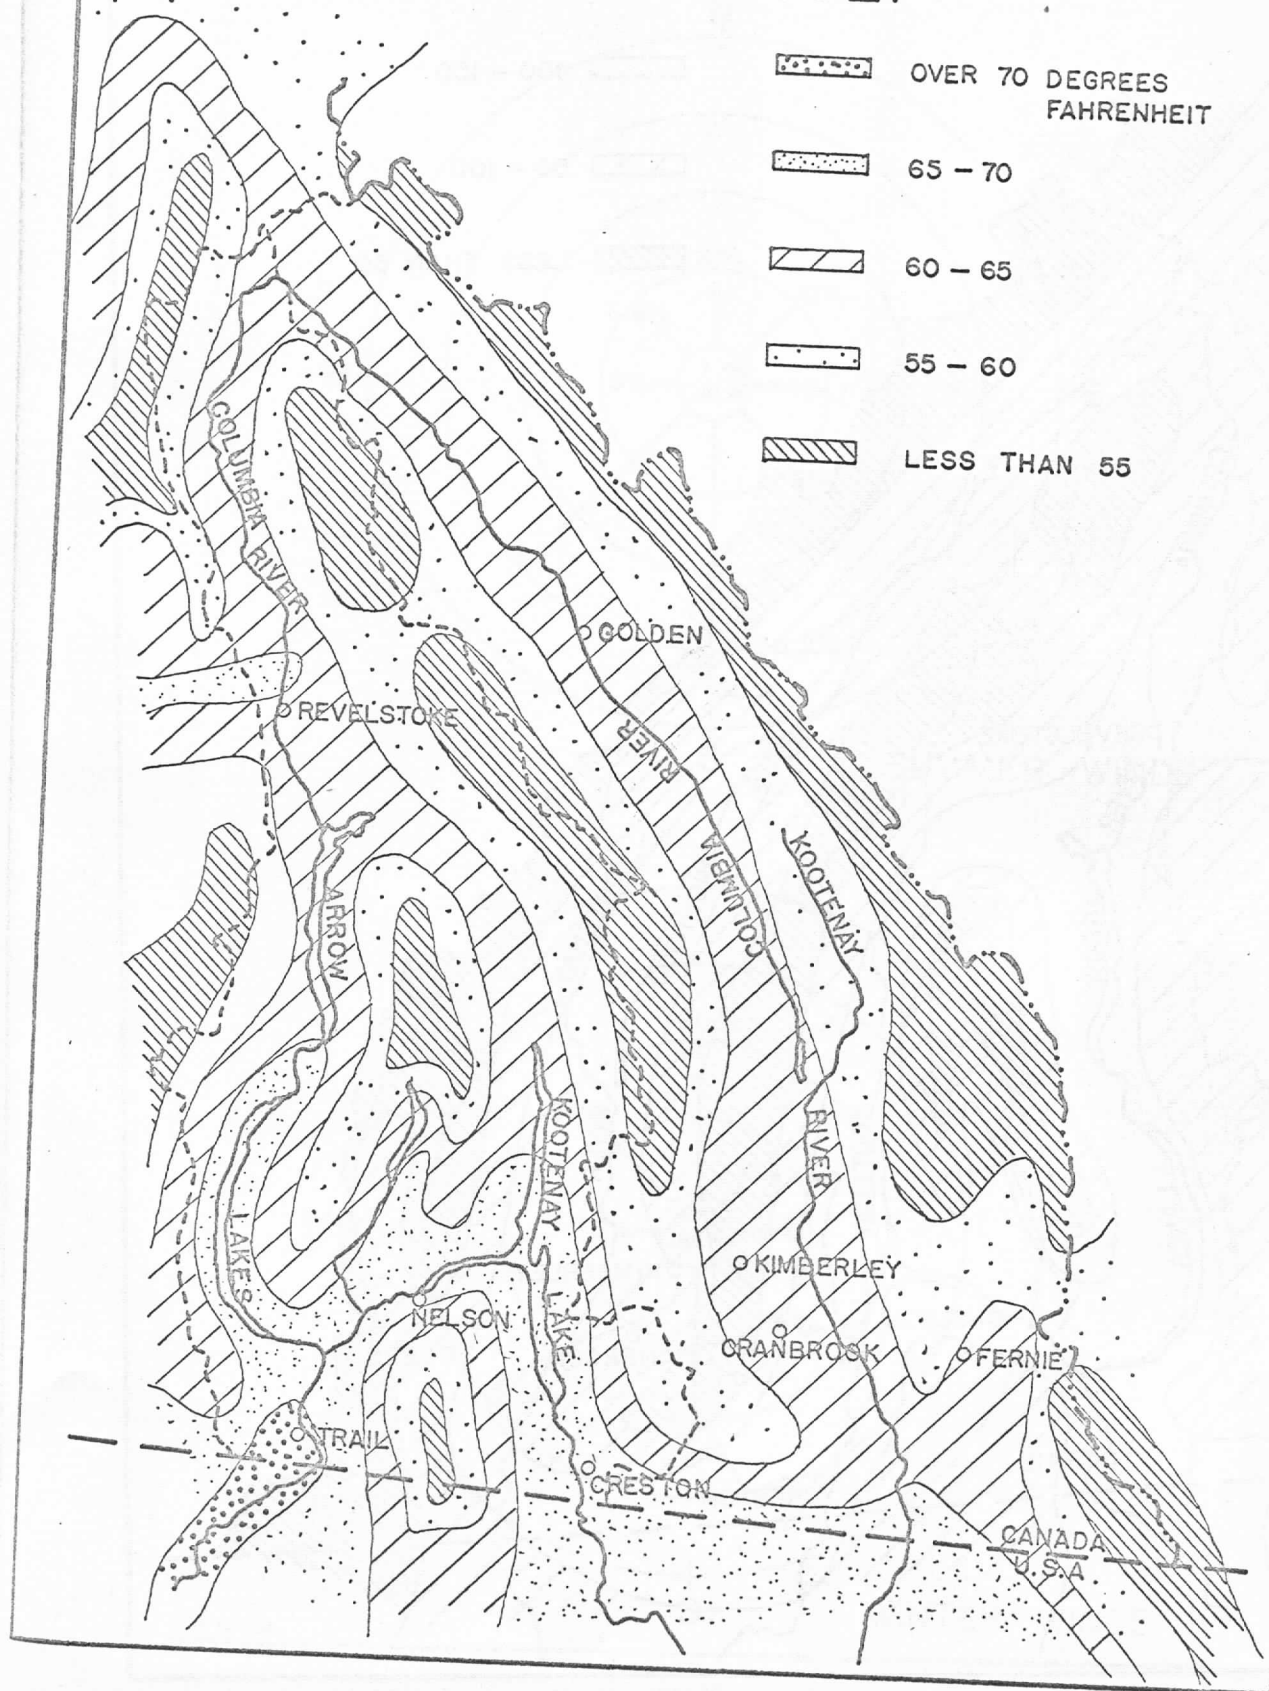 OVER 70 DEGREES
FAHRENHEIT
65 – 70
60 – 65
55 – 60
LESS THAN 55
COLUMBIA
RIVER
GOLDEN
REVELSTOKE
RIVER
COLUMBIA
KOOTENAY
ARROW
KOOTENAY
RIVER
LAKES
KIMBERLEY
NELSON
LAKE
CRANBROOK
FERNIE
TRAIL
CRESTON
CANADA
U.S.A